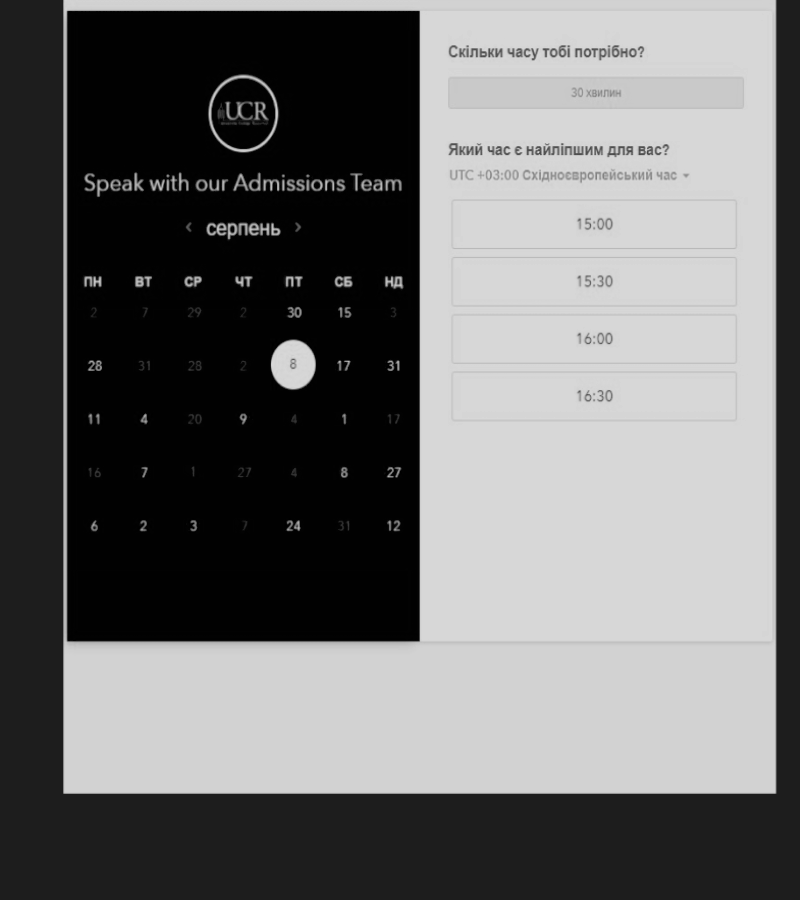 UCR
Speak with our Admissions Team
‹ серпень ›
ПН ВТ СР ЧТ ПТ СБ НД
2 7 29 2 30 15 3
28 31 28 2 8 17 31
11 4 20 9 4 1 17
16 7 1 27 4 8 27
6 2 3 7 24 31 12
Скільки часу тобі потрібно?
30 хвилин
Який час є найліпшим для вас?
UTC +03:00 Східноєвропейський час
15:00
15:30
16:00
16:30